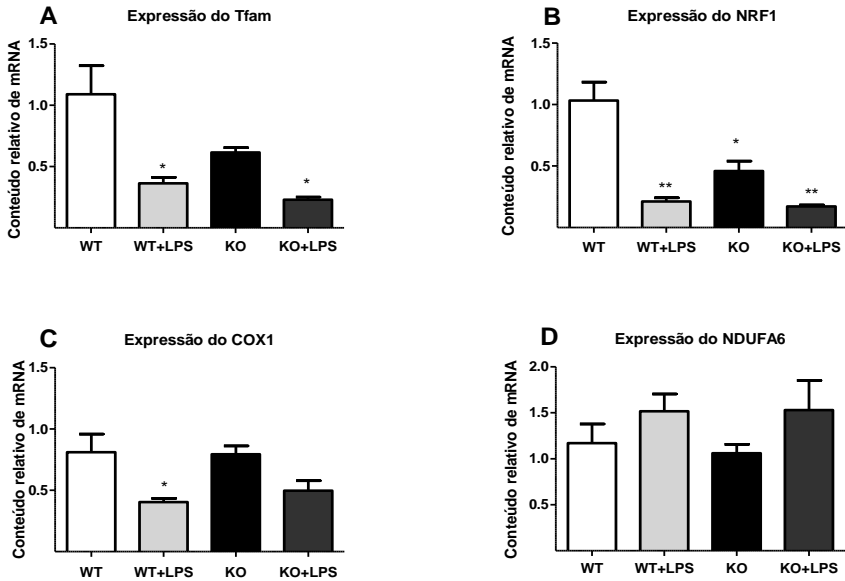 A
Expressão do Tfam
Conteúdo relativo de mRNA
1.5
1.0
0.5
*
*
WT
WT+LPS
KO
KO+LPS
B
Expressão do NRF1
Conteúdo relativo de mRNA
1.5
1.0
0.5
**
*
**
WT
WT+LPS
KO
KO+LPS
C
Expressão do COX1
Conteúdo relativo de mRNA
1.5
1.0
0.5
*
WT
WT+LPS
KO
KO+LPS
D
Expressão do NDUFA6
Conteúdo relativo de mRNA
2.0
1.5
1.0
0.5
WT
WT+LPS
KO
KO+LPS